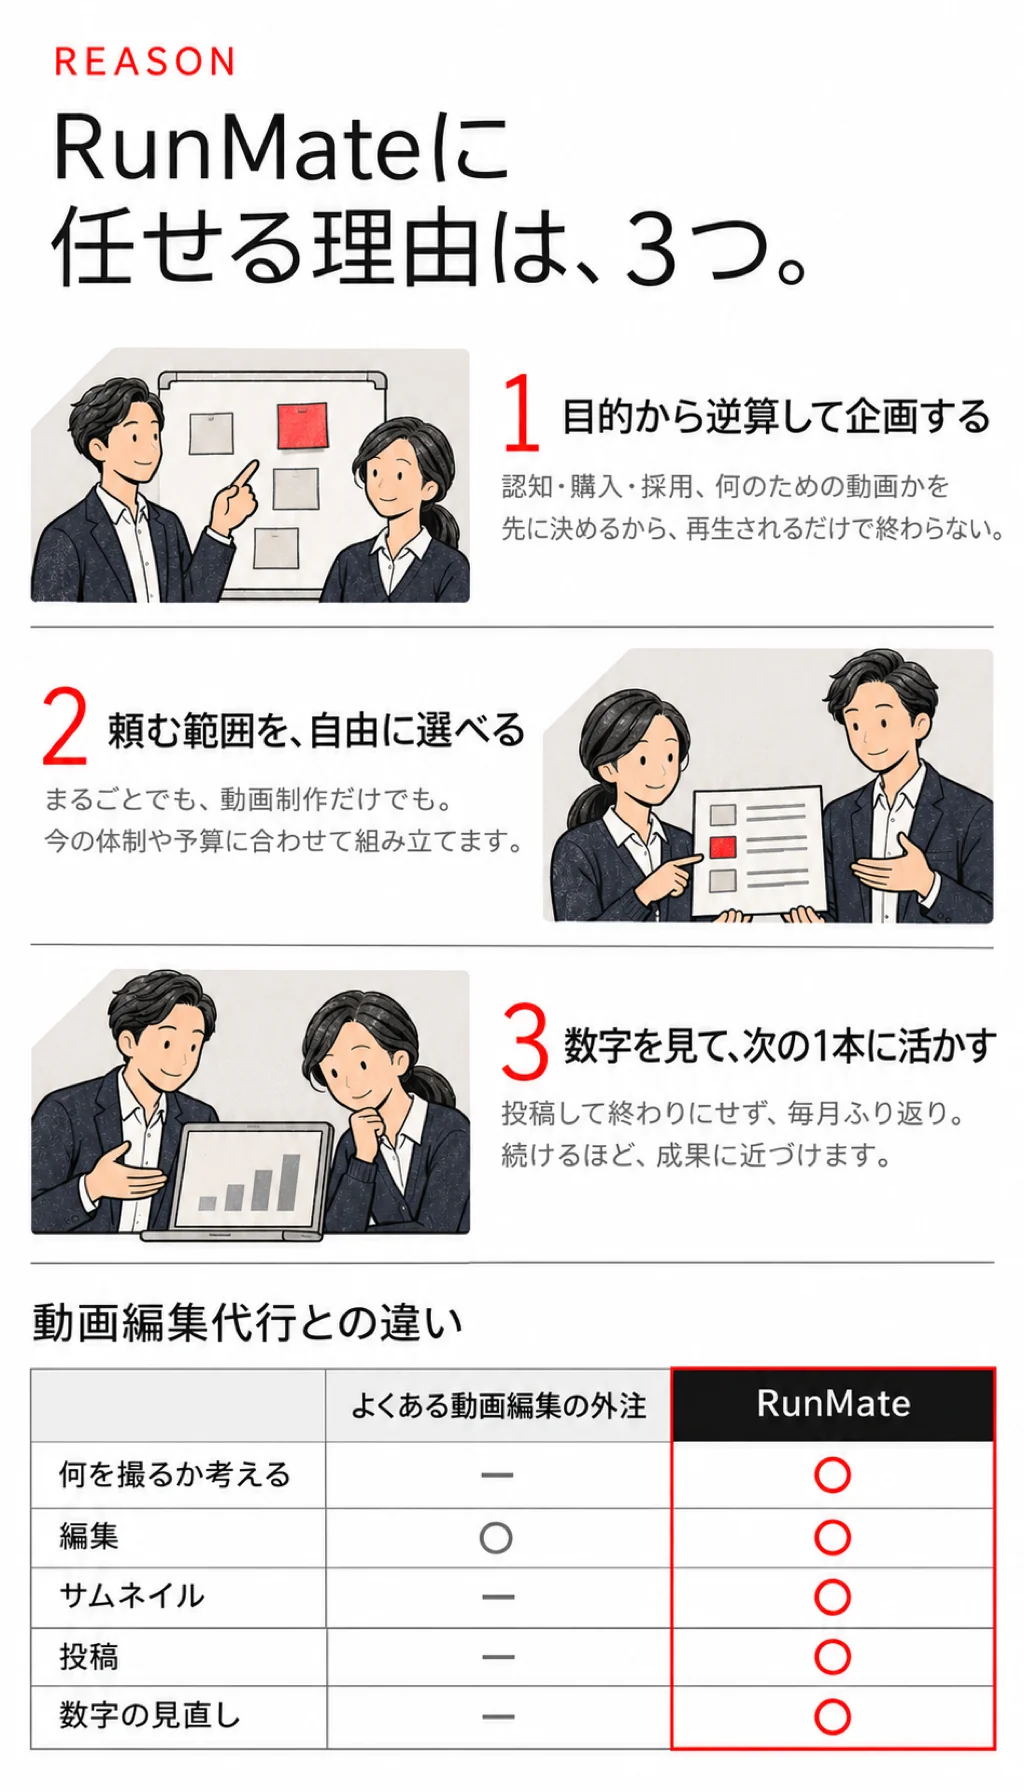 REASON
RunMateに
任せる理由は、3つ。
1 目的から逆算して企画する
認知・購入・採用、何のための動画かを
先に決めるから、再生されるだけで終わらない。
2 頼む範囲を、自由に選べる
まるごとでも、動画制作だけでも。
今の体制や予算に合わせて組み立てます。
3 数字を見て、次の1本に活かす
投稿して終わりにせず、毎月ふり返り。
続けるほど、成果に近づけます。
動画編集代行との違い
よくある動画編集の外注 RunMate
何を撮るか考える ー ○
編集 ○ ○
サムネイル ー ○
投稿 ー ○
数字の見直し ー ○